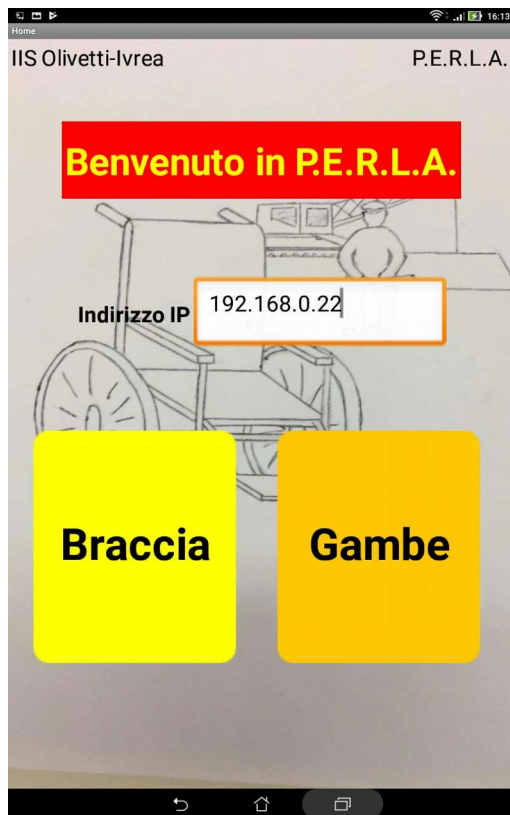 16:13
Home
IIS Olivetti-Ivrea P.E.R.L.A.
Benvenuto in P.E.R.L.A.
Indirizzo IP 192.168.0.22
Braccia Gambe